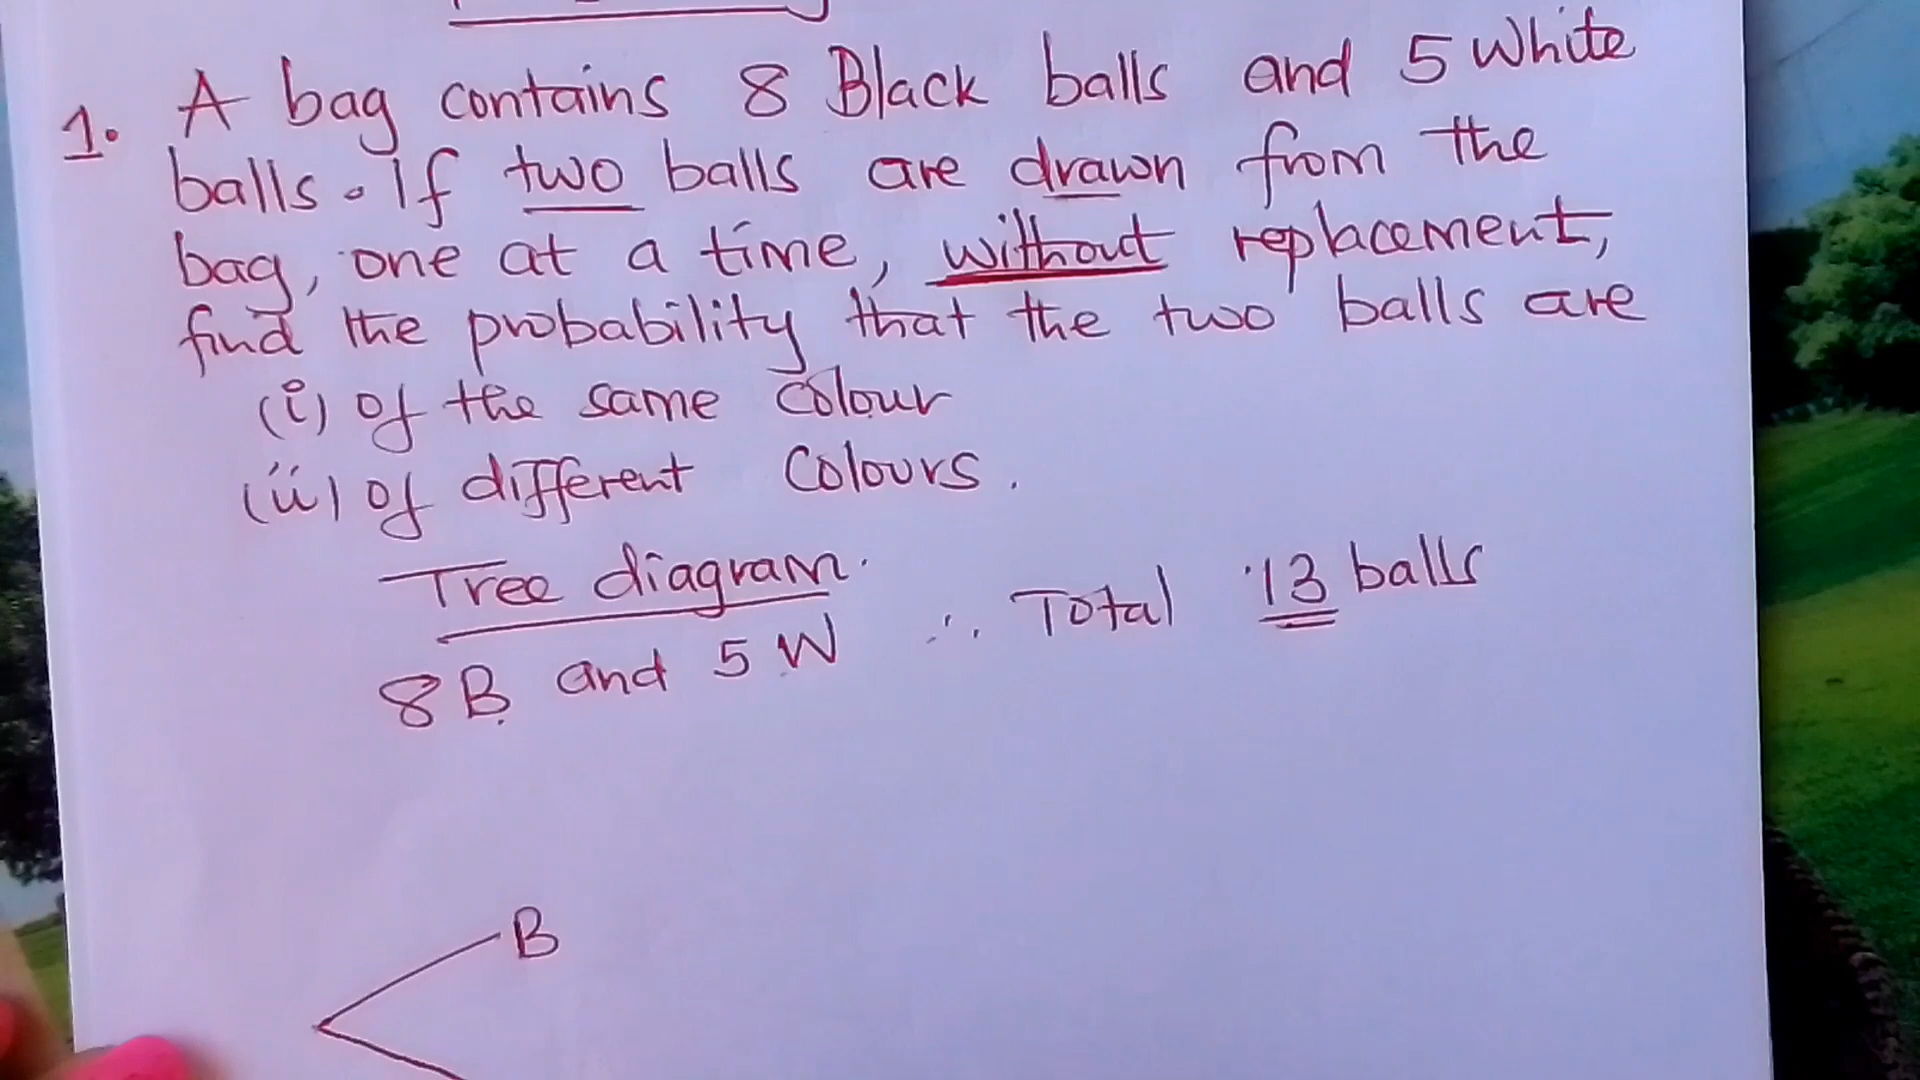 1. A bag contains 8 Black balls and 5 White
balls. If two balls are drawn from the
bag, one at a time, without replacement,
find the probability that the two balls are
(i) of the same colour
(ii) of different Colours.
Tree diagram.
8B and 5W ∴ Total 13 balls
B